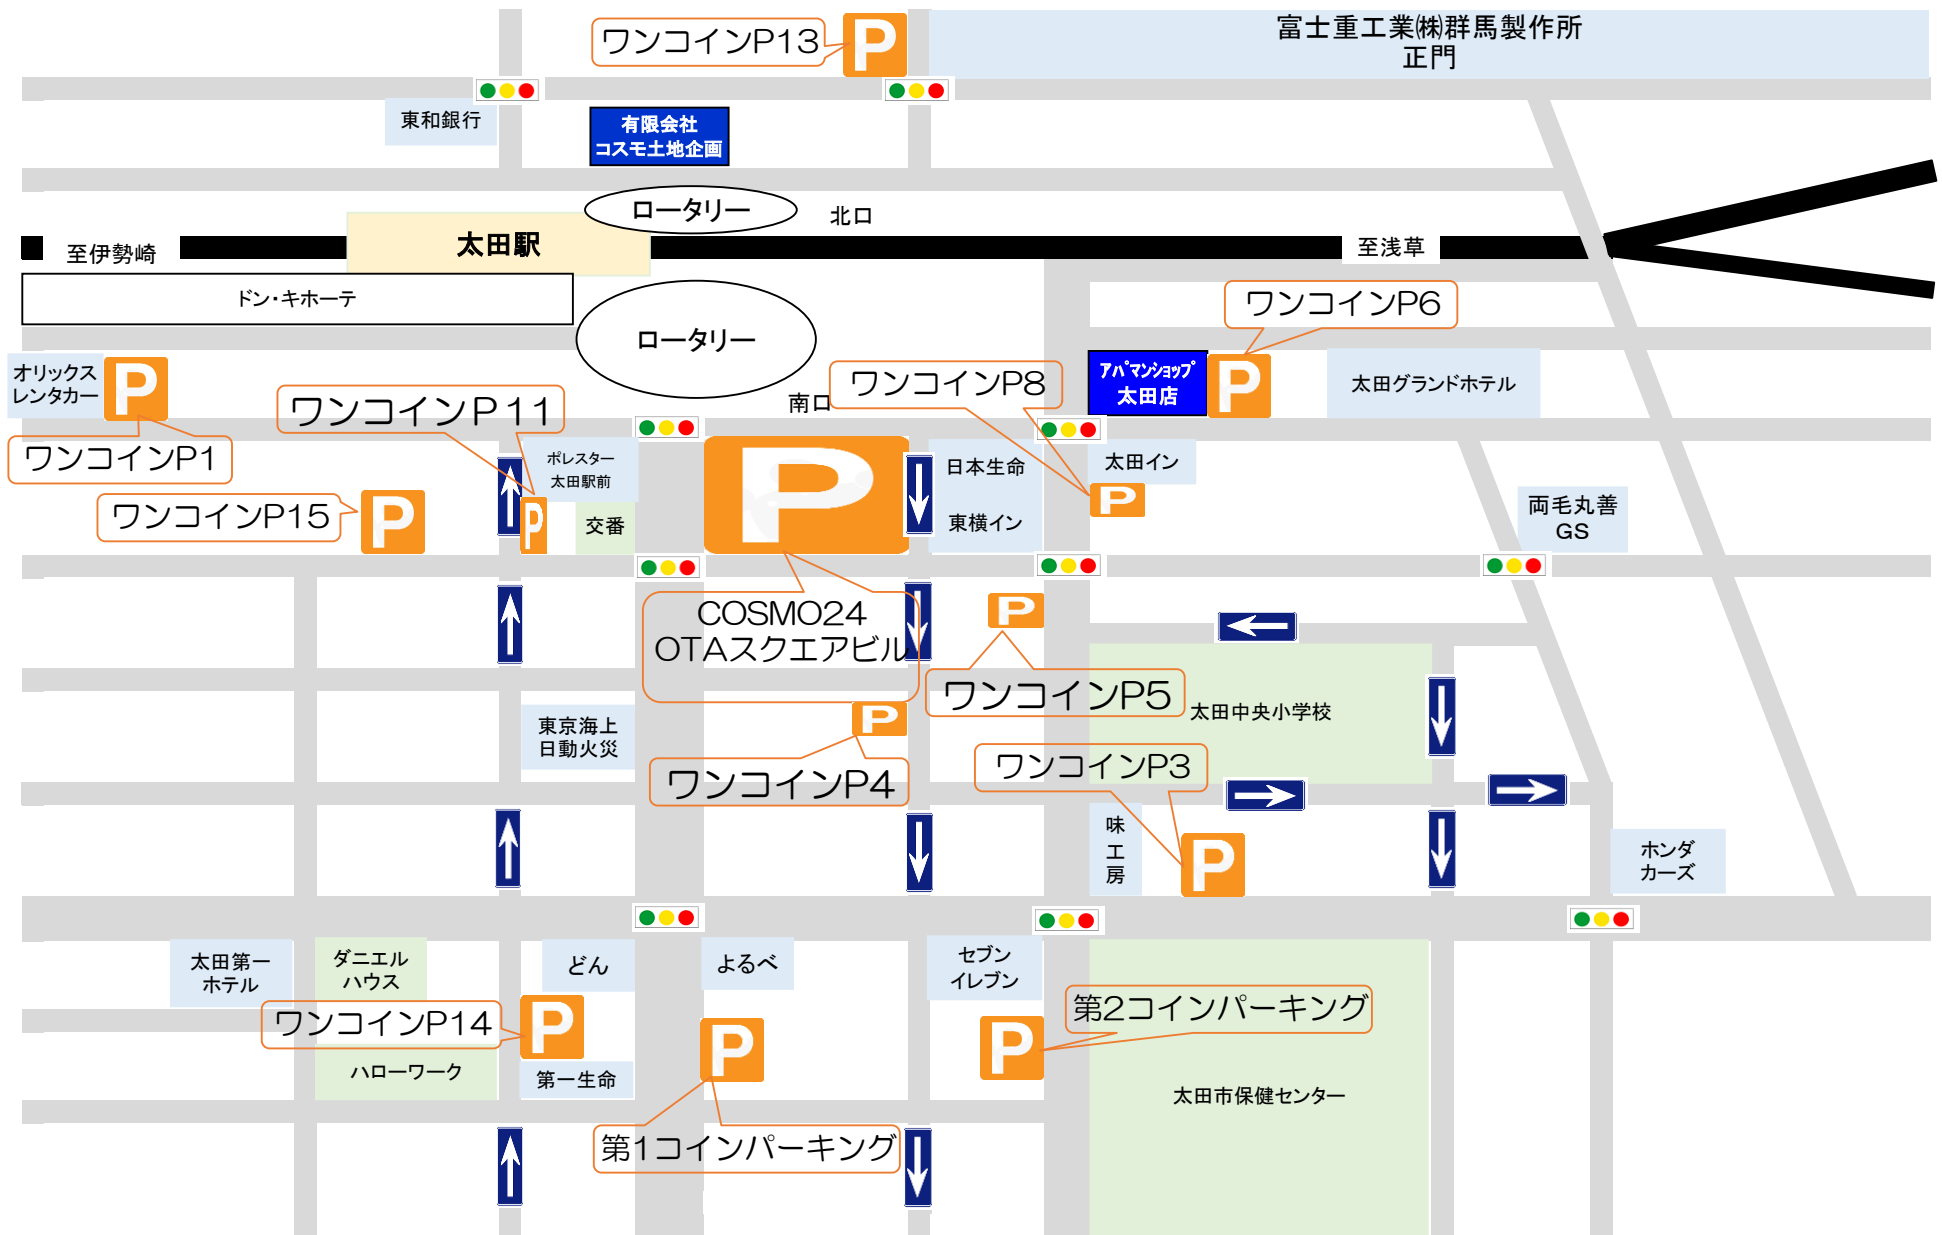 富士重工業㈱群馬製作所
正門
ワンコインP13
P
東和銀行
有限会社
コスモ土地企画
ロータリー
北口
太田駅
至伊勢崎
至浅草
ドン・キホーテ
ロータリー
ワンコインP6
オリックス
レンタカー
P
ワンコインP11
南口
ワンコインP8
アパマンショップ
太田店
P
太田グランドホテル
ワンコインP1
ポレスター
太田駅前
P
日本生命
太田イン
P
ワンコインP15
P
P
交番
東横イン
両毛丸善
GS
COSMO24
OTAスクエアビル
P
ワンコインP5
太田中央小学校
東京海上
日動火災
P
ワンコインP4
ワンコインP3
味
工
房
P
ホンダ
カーズ
太田第一
ホテル
ダニエル
ハウス
どん
よるべ
セブン
イレブン
ワンコインP14
P
P
P
第2コインパーキング
ハローワーク
第一生命
太田市保健センター
第1コインパーキング